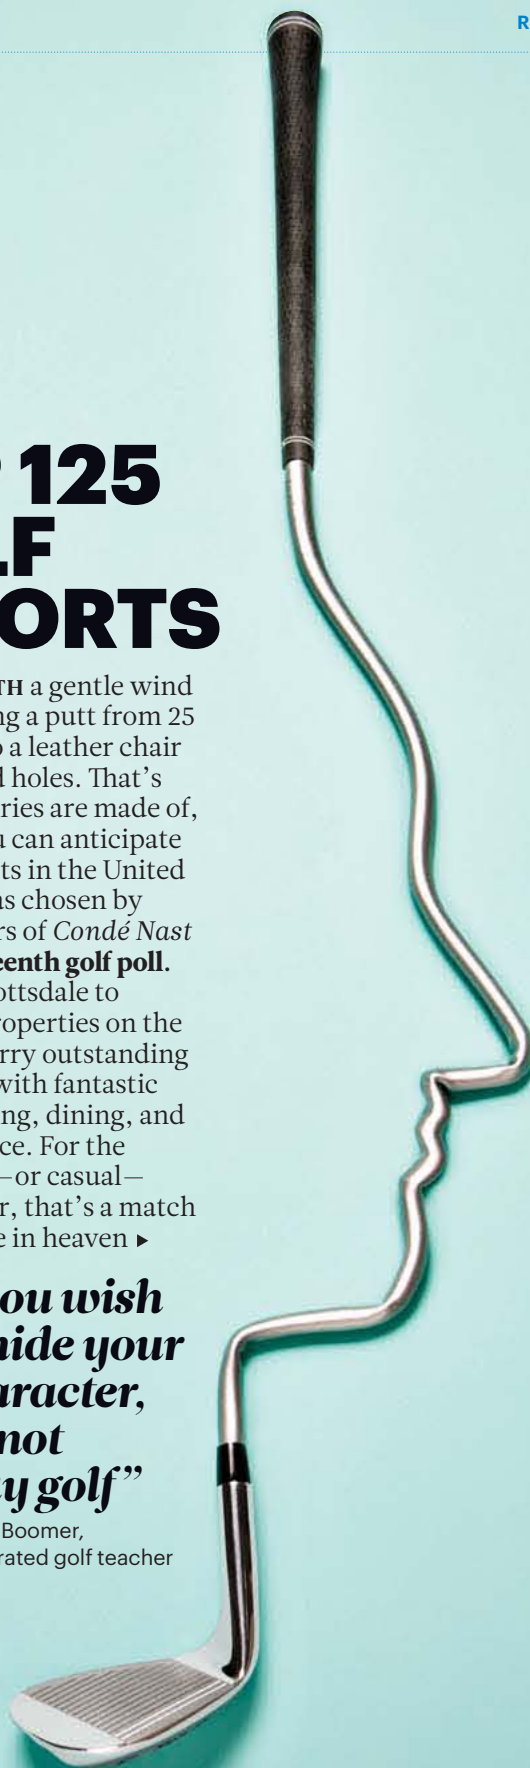 R
125
LF
ORTS
TH a gentle wind
ng a putt from 25
a leather chair
holes. That’s
ries are made of,
u can anticipate
ts in the United
as chosen by
rs of Condé Nast
eenth golf poll.
ottsdale to
roperties on the
rry outstanding
with fantastic
ng, dining, and
ce. For the
—or casual—
r, that’s a match
e in heaven ▶
ou wish
hide your
aracter,
not
ay golf”
Boomer,
rated golf teacher